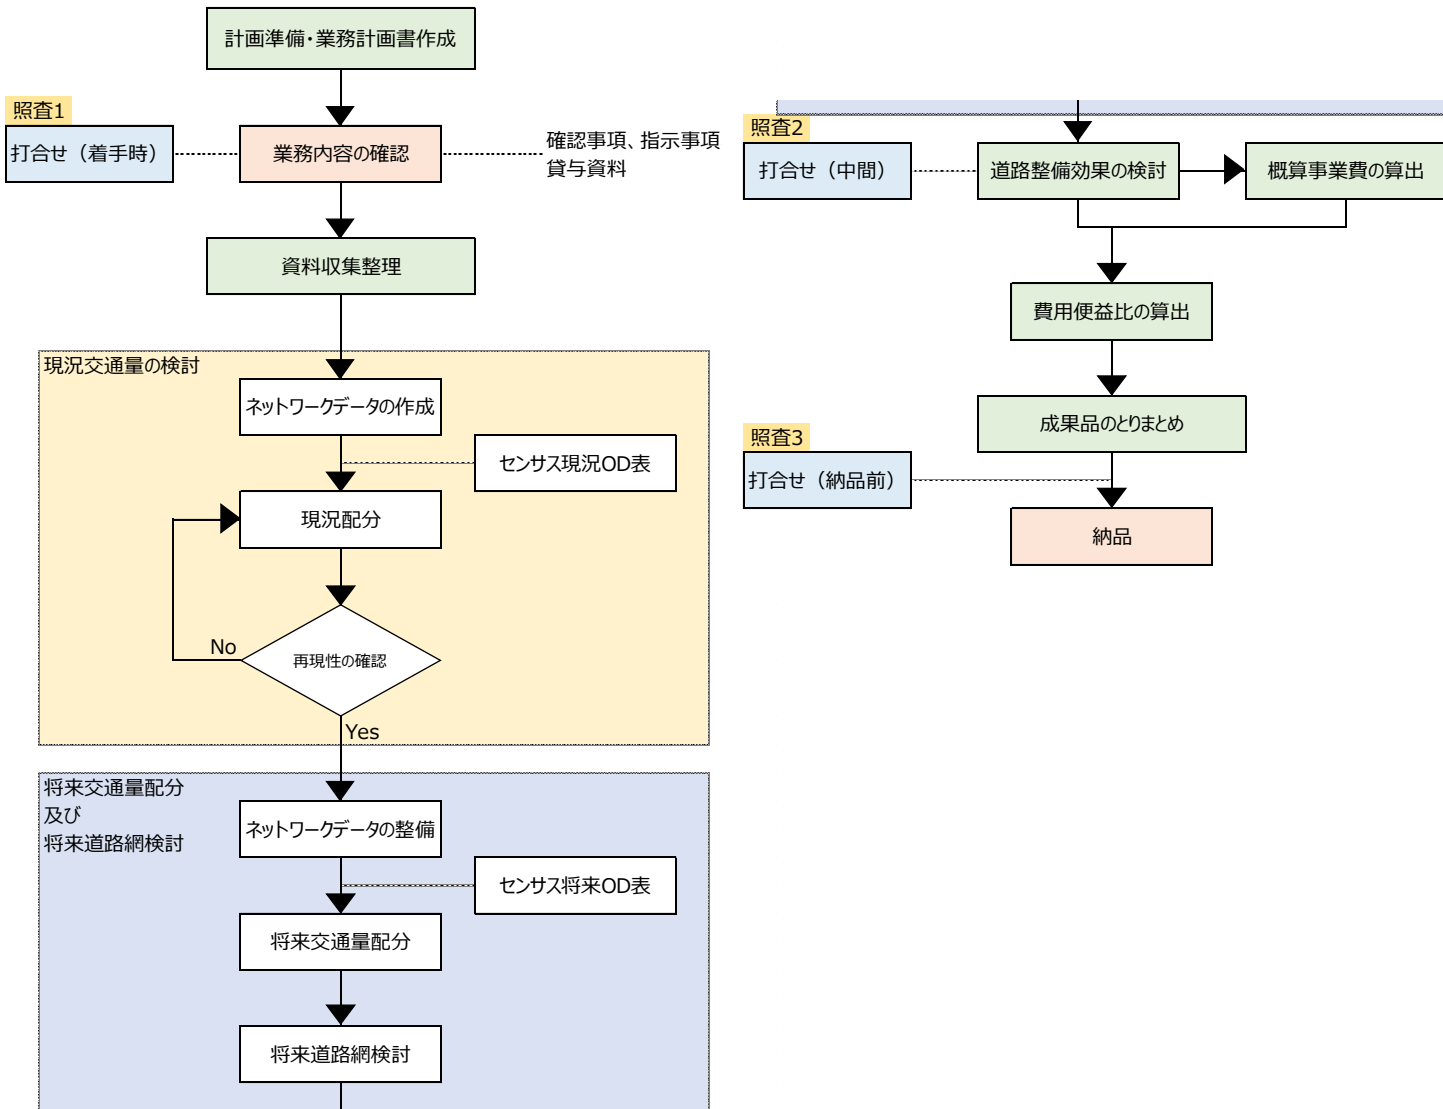 計画準備・業務計画書作成
照査1
打合せ（着手時）
業務内容の確認
確認事項、指示事項
貸与資料
資料収集整理
現況交通量の検討
ネットワークデータの作成
センサス現況OD表
現況配分
No
再現性の確認
Yes
将来交通量配分
及び
将来道路網検討
ネットワークデータの整備
センサス将来OD表
将来交通量配分
将来道路網検討
照査2
打合せ（中間）
道路整備効果の検討
概算事業費の算出
費用便益比の算出
成果品のとりまとめ
照査3
打合せ（納品前）
納品